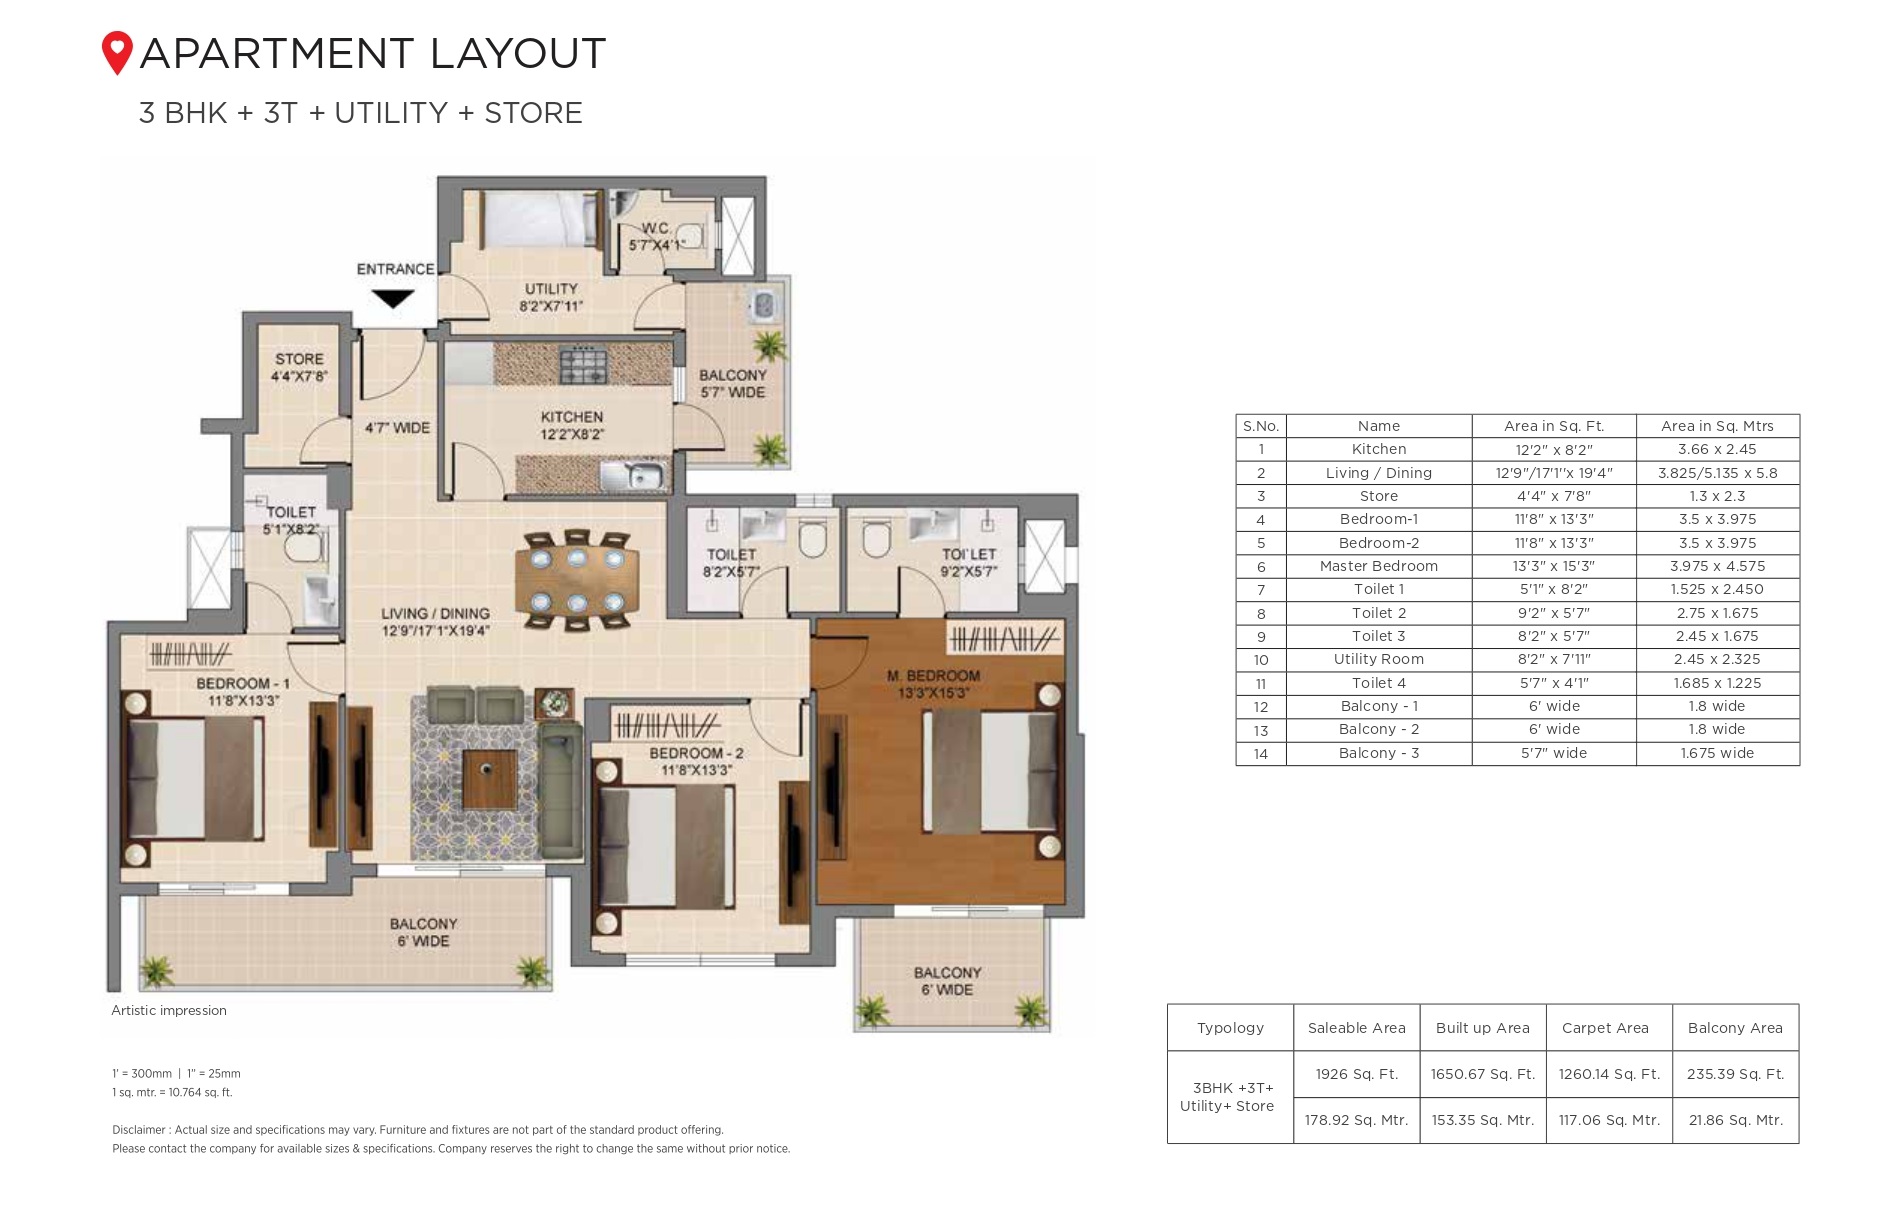 APARTMENT LAYOUT
3 BHK + 3T + UTILITY + STORE
ENTRANCE
W.C.
5'7"X4'1"
UTILITY
8'2"X7'11"
STORE
4'4"X7'8"
4'7" WIDE
KITCHEN
12'2"X8'2"
BALCONY
5'7" WIDE
TOILET
5'1"X8'2"
TOILET
8'2"X5'7"
TOI'LET
9'2"X5'7"
LIVING / DINING
12'9"/17'1"X19'4"
BEDROOM - 1
11'8"X13'3"
M. BEDROOM
13'3"X15'3"
BEDROOM - 2
11'8"X13'3"
BALCONY
6' WIDE
BALCONY
6' WIDE
Artistic impression
1' = 300mm | 1" = 25mm
1 sq. mtr. = 10.764 sq. ft.
Disclaimer : Actual size and specifications may vary. Furniture and fixtures are not part of the standard product offering.
Please contact the company for available sizes & specifications. Company reserves the right to change the same without prior notice.
S.No. Name Area in Sq. Ft. Area in Sq. Mtrs
1 Kitchen 12'2" x 8'2" 3.66 x 2.45
2 Living / Dining 12'9"/17'1''x 19'4" 3.825/5.135 x 5.8
3 Store 4'4" x 7'8" 1.3 x 2.3
4 Bedroom-1 11'8" x 13'3" 3.5 x 3.975
5 Bedroom-2 11'8" x 13'3" 3.5 x 3.975
6 Master Bedroom 13'3" x 15'3" 3.975 x 4.575
7 Toilet 1 5'1" x 8'2" 1.525 x 2.450
8 Toilet 2 9'2" x 5'7" 2.75 x 1.675
9 Toilet 3 8'2" x 5'7" 2.45 x 1.675
10 Utility Room 8'2" x 7'11" 2.45 x 2.325
11 Toilet 4 5'7" x 4'1" 1.685 x 1.225
12 Balcony - 1 6' wide 1.8 wide
13 Balcony - 2 6' wide 1.8 wide
14 Balcony - 3 5'7" wide 1.675 wide
Typology Saleable Area Built up Area Carpet Area Balcony Area
3BHK +3T+
Utility+ Store
1926 Sq. Ft. 1650.67 Sq. Ft. 1260.14 Sq. Ft. 235.39 Sq. Ft.
178.92 Sq. Mtr. 153.35 Sq. Mtr. 117.06 Sq. Mtr. 21.86 Sq. Mtr.